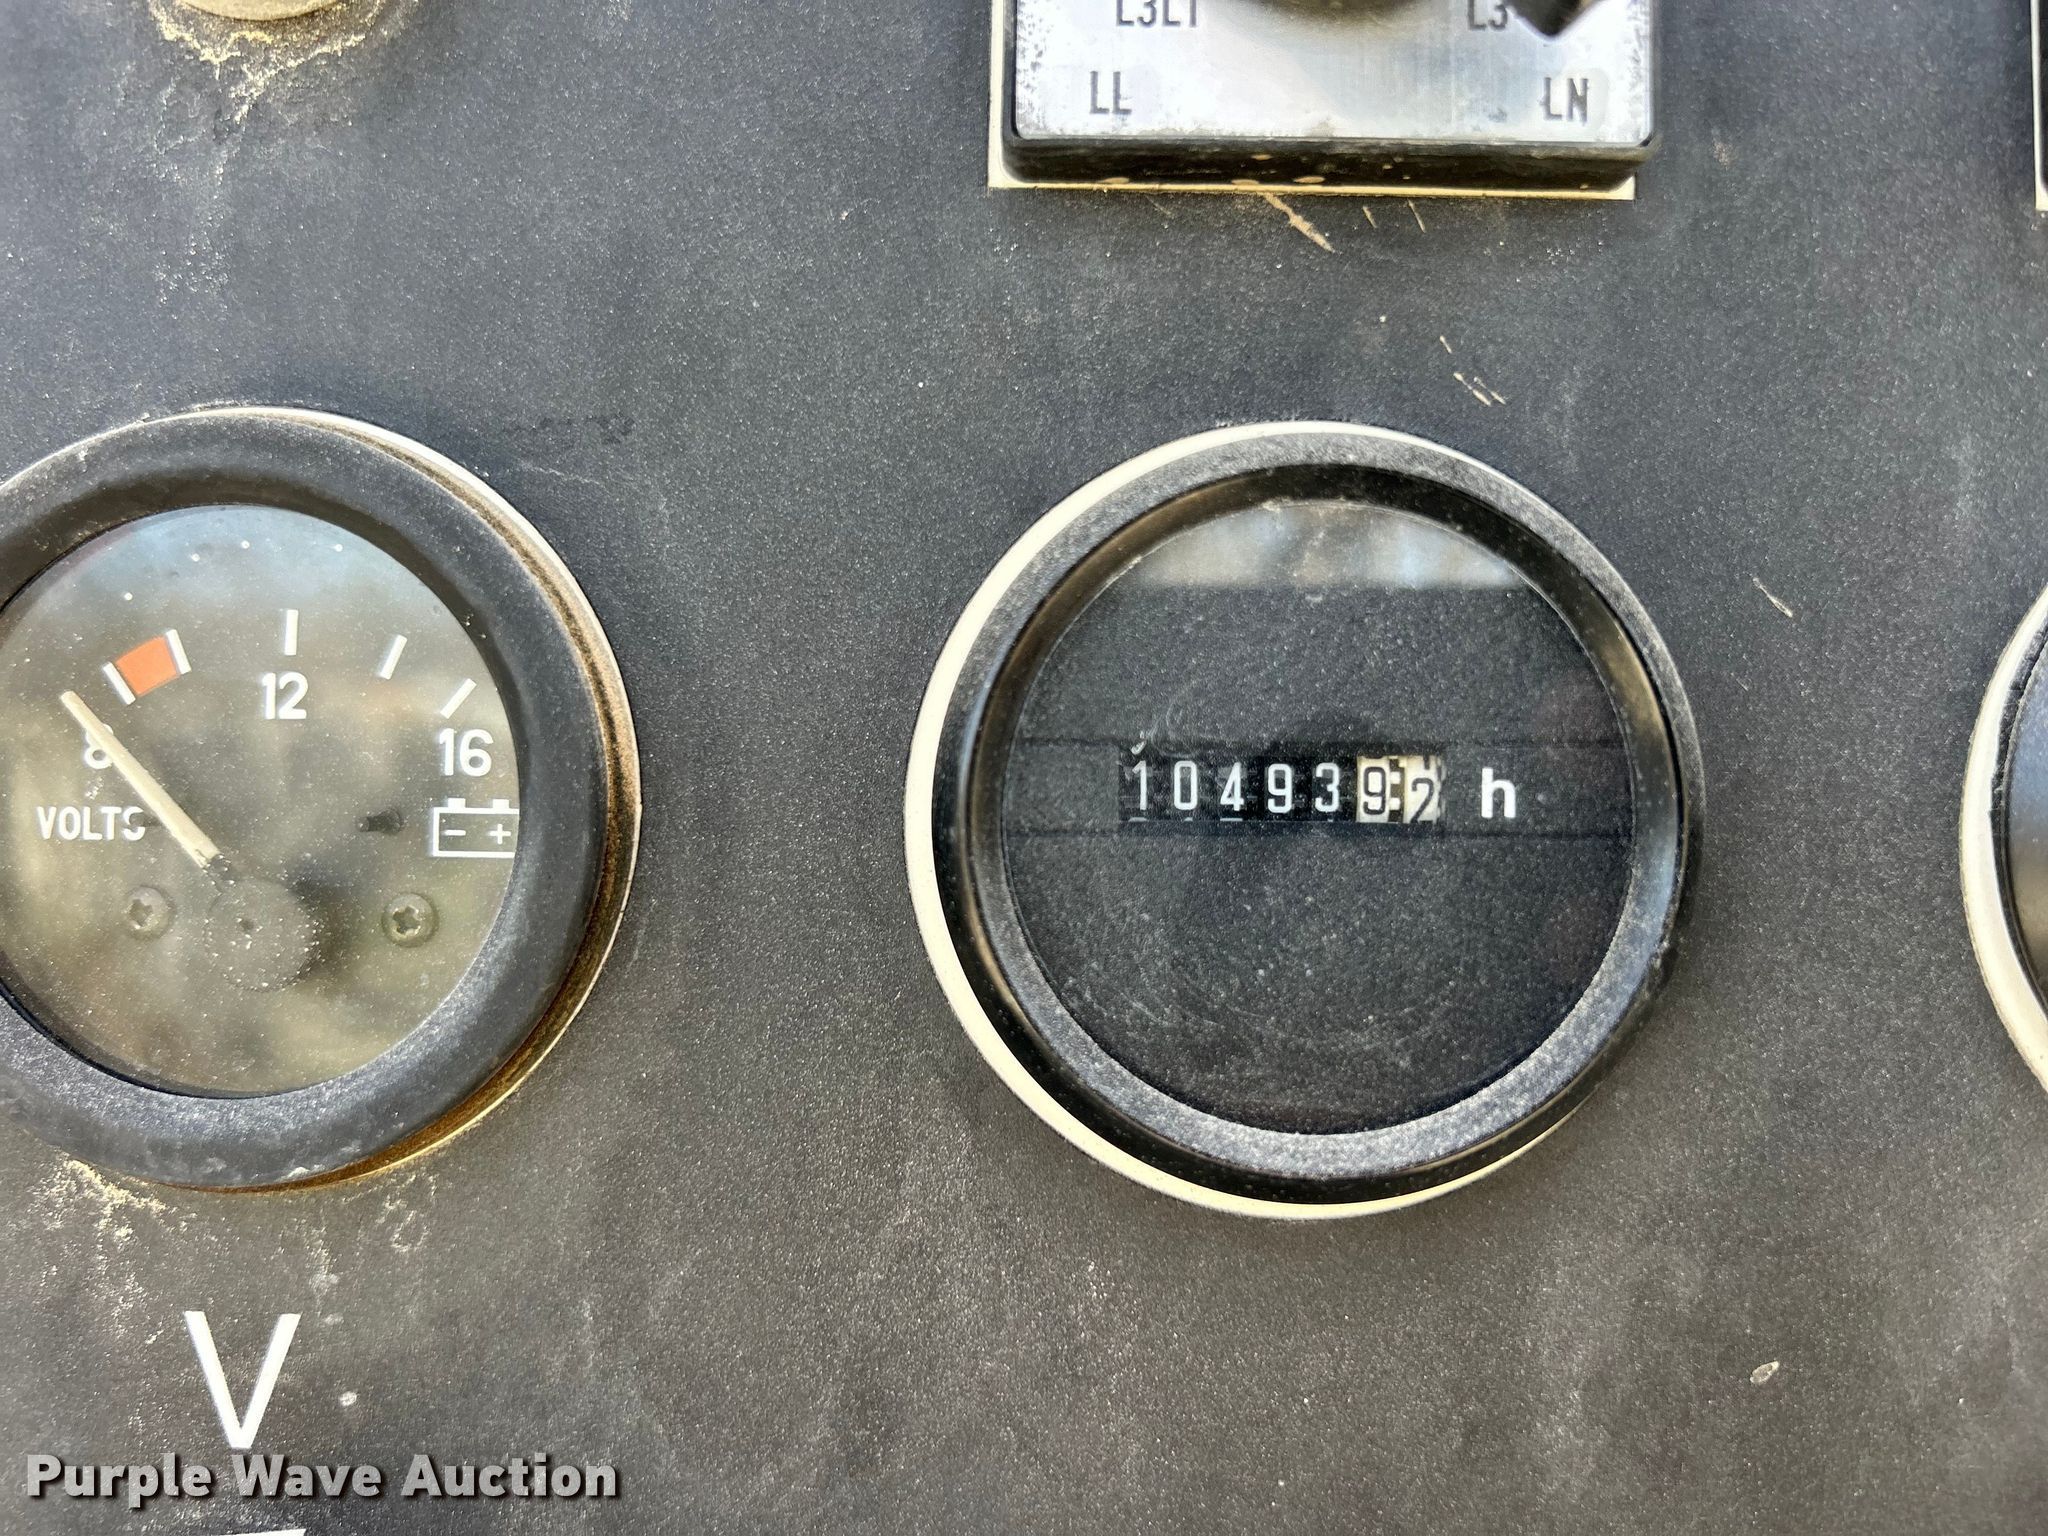 L3L1
L3
LL
LN
12
8
16
VOLTS
- +
1049392 h
V
Purple Wave Auction